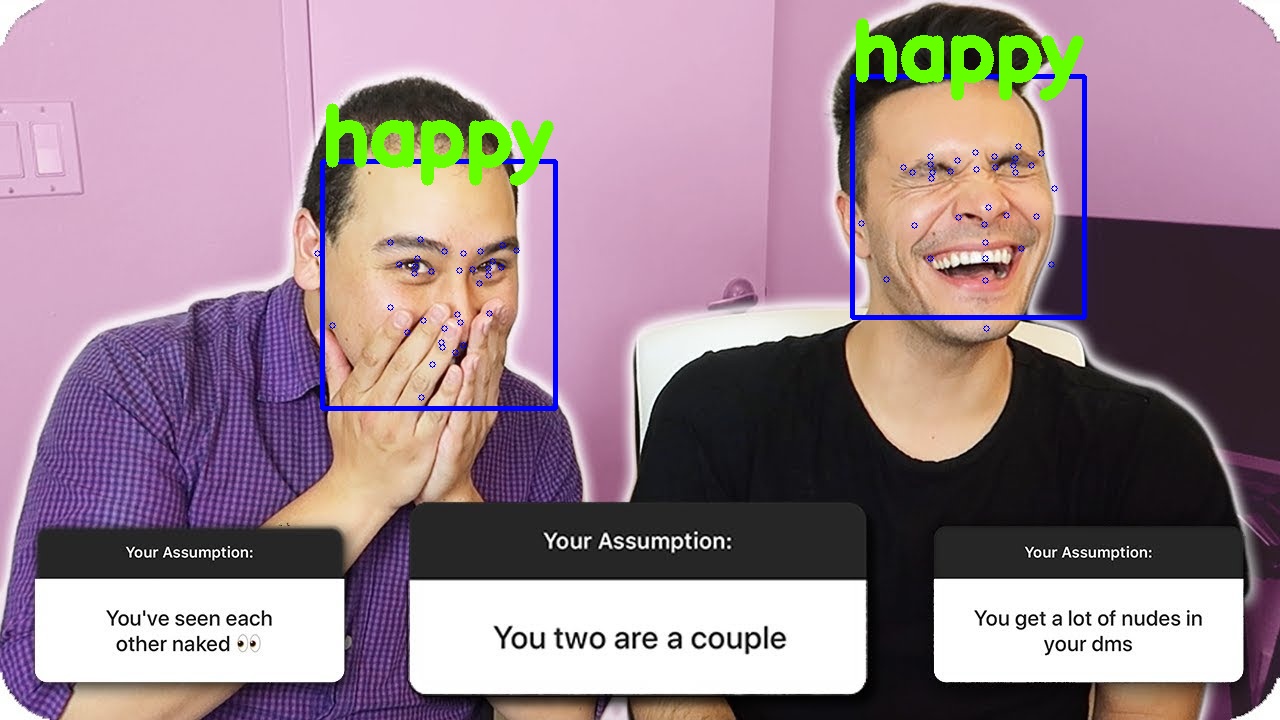 happy
happy
Your Assumption:
You've seen each
other naked 👀
Your Assumption:
You two are a couple
Your Assumption:
You get a lot of nudes in
your dms